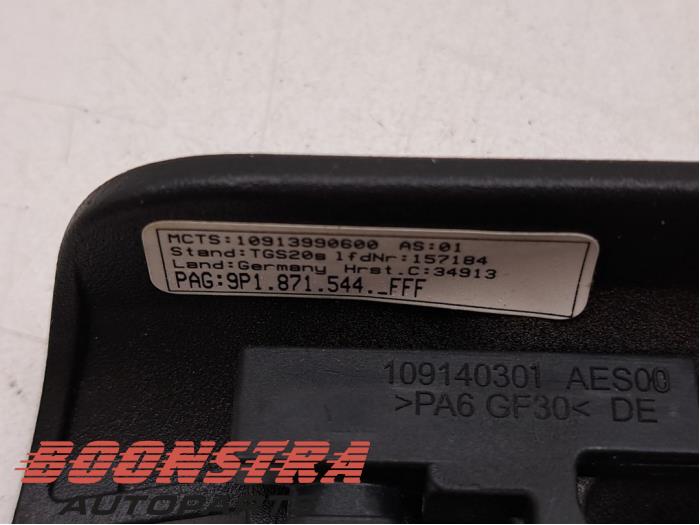 MCTS:10913990600 AS:01
Stand:TGS20s lfdNr:157184
Land:Germany Hrst.C:34913
PAG:9P1.871.544._FFF
109140301 AES00
>PA6 GF30< DE
BOONSTRA
AUTOPART